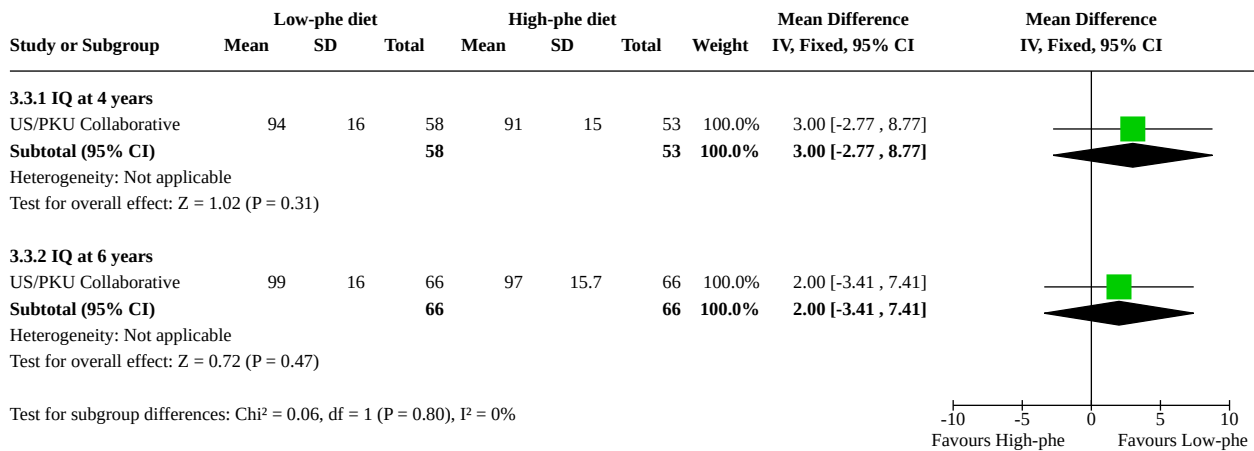 Low-phe diet High-phe diet Mean Difference Mean Difference
Study or Subgroup Mean SD Total Mean SD Total Weight IV, Fixed, 95% CI IV, Fixed, 95% CI
3.3.1 IQ at 4 years
US/PKU Collaborative 94 16 58 91 15 53 100.0% 3.00 [-2.77 , 8.77]
Subtotal (95% CI) 58 53 100.0% 3.00 [-2.77 , 8.77]
Heterogeneity: Not applicable
Test for overall effect: Z = 1.02 (P = 0.31)
3.3.2 IQ at 6 years
US/PKU Collaborative 99 16 66 97 15.7 66 100.0% 2.00 [-3.41 , 7.41]
Subtotal (95% CI) 66 66 100.0% 2.00 [-3.41 , 7.41]
Heterogeneity: Not applicable
Test for overall effect: Z = 0.72 (P = 0.47)
Test for subgroup differences: Chi² = 0.06, df = 1 (P = 0.80), I² = 0%
-10 -5 0 5 10
Favours High-phe Favours Low-phe